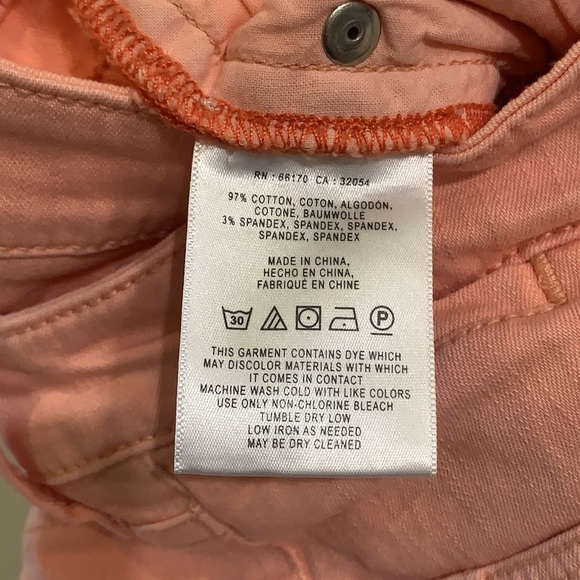 RN : 66170 CA : 32054
97% COTTON, COTON, ALGODÓN,
COTONE, BAUMWOLLE
3% SPANDEX, SPANDEX, SPANDEX,
SPANDEX, SPANDEX
MADE IN CHINA,
HECHO EN CHINA,
FABRIQUÉ EN CHINE
30 P
THIS GARMENT CONTAINS DYE WHICH
MAY DISCOLOR MATERIALS WITH WHICH
IT COMES IN CONTACT
MACHINE WASH COLD WITH LIKE COLORS
USE ONLY NON-CHLORINE BLEACH
TUMBLE DRY LOW
LOW IRON AS NEEDED
MAY BE DRY CLEANED